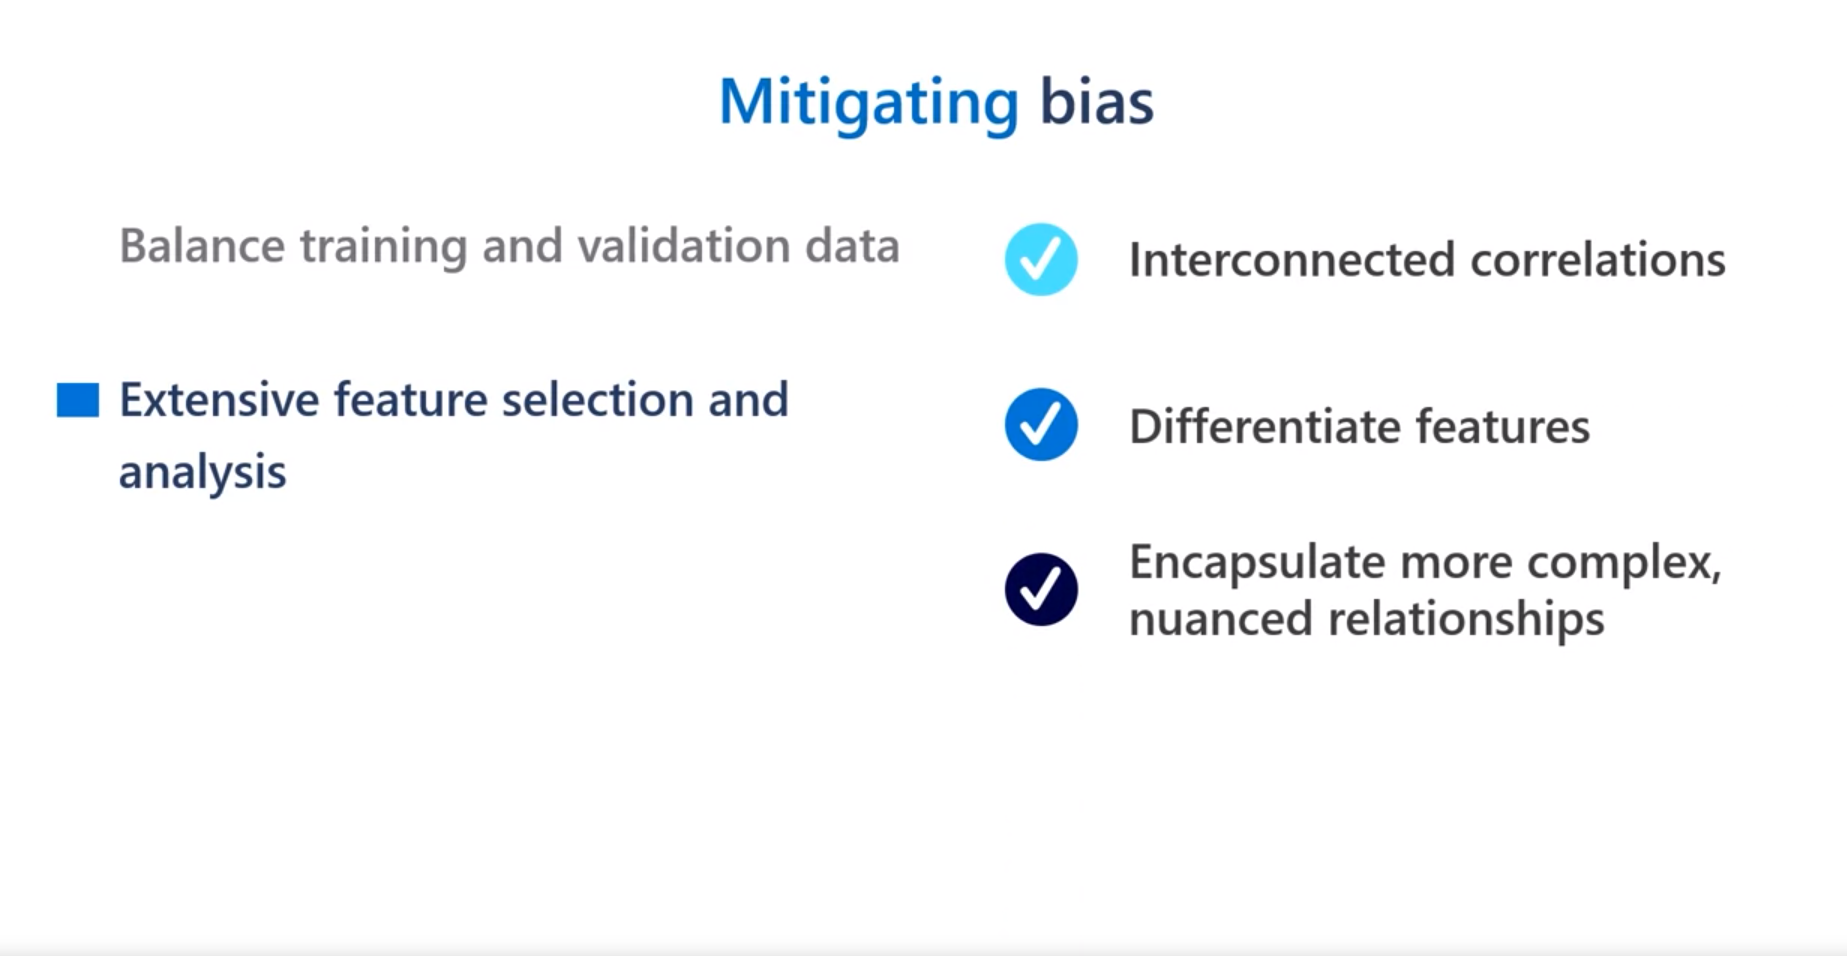 Mitigating bias
Balance training and validation data
Extensive feature selection and
analysis
Interconnected correlations
Differentiate features
Encapsulate more complex,
nuanced relationships